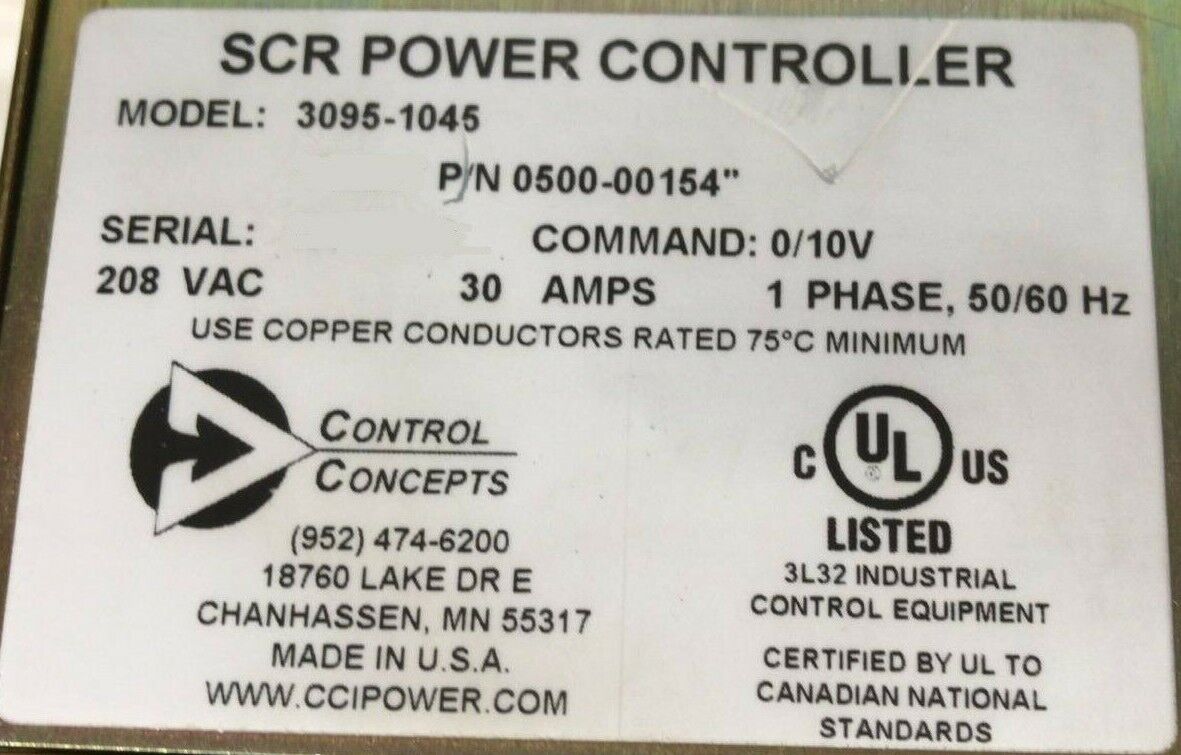 SCR POWER CONTROLLER
MODEL: 3095-1045
P/N 0500-00154"
SERIAL: COMMAND: 0/10V
208 VAC 30 AMPS 1 PHASE, 50/60 Hz
USE COPPER CONDUCTORS RATED 75°C MINIMUM
CONTROL
CONCEPTS
(952) 474-6200
18760 LAKE DR E
CHANHASSEN, MN 55317
MADE IN U.S.A.
WWW.CCIPOWER.COM
C UL US
LISTED
3L32 INDUSTRIAL
CONTROL EQUIPMENT
CERTIFIED BY UL TO
CANADIAN NATIONAL
STANDARDS